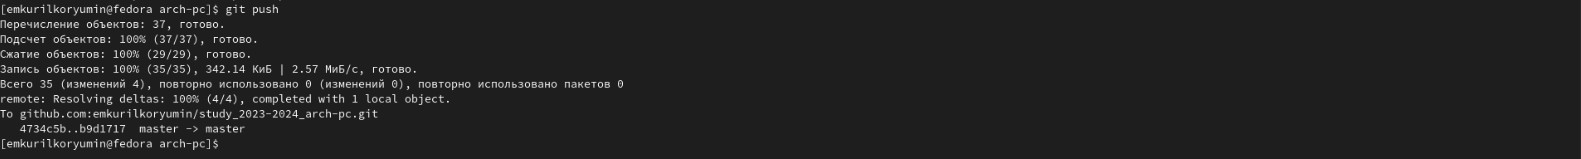 [emkurilkoryumin@fedora arch-pc]$ git push
Перечисление объектов: 37, готово.
Подсчет объектов: 100% (37/37), готово.
Сжатие объектов: 100% (29/29), готово.
Запись объектов: 100% (35/35), 342.14 КиБ | 2.57 МиБ/с, готово.
Всего 35 (изменений 4), повторно использовано 0 (изменений 0), повторно использовано пакетов 0
remote: Resolving deltas: 100% (4/4), completed with 1 local object.
To github.com:emkurilkoryumin/study_2023-2024_arch-pc.git
   4734c5b..b9d1717  master -> master
[emkurilkoryumin@fedora arch-pc]$